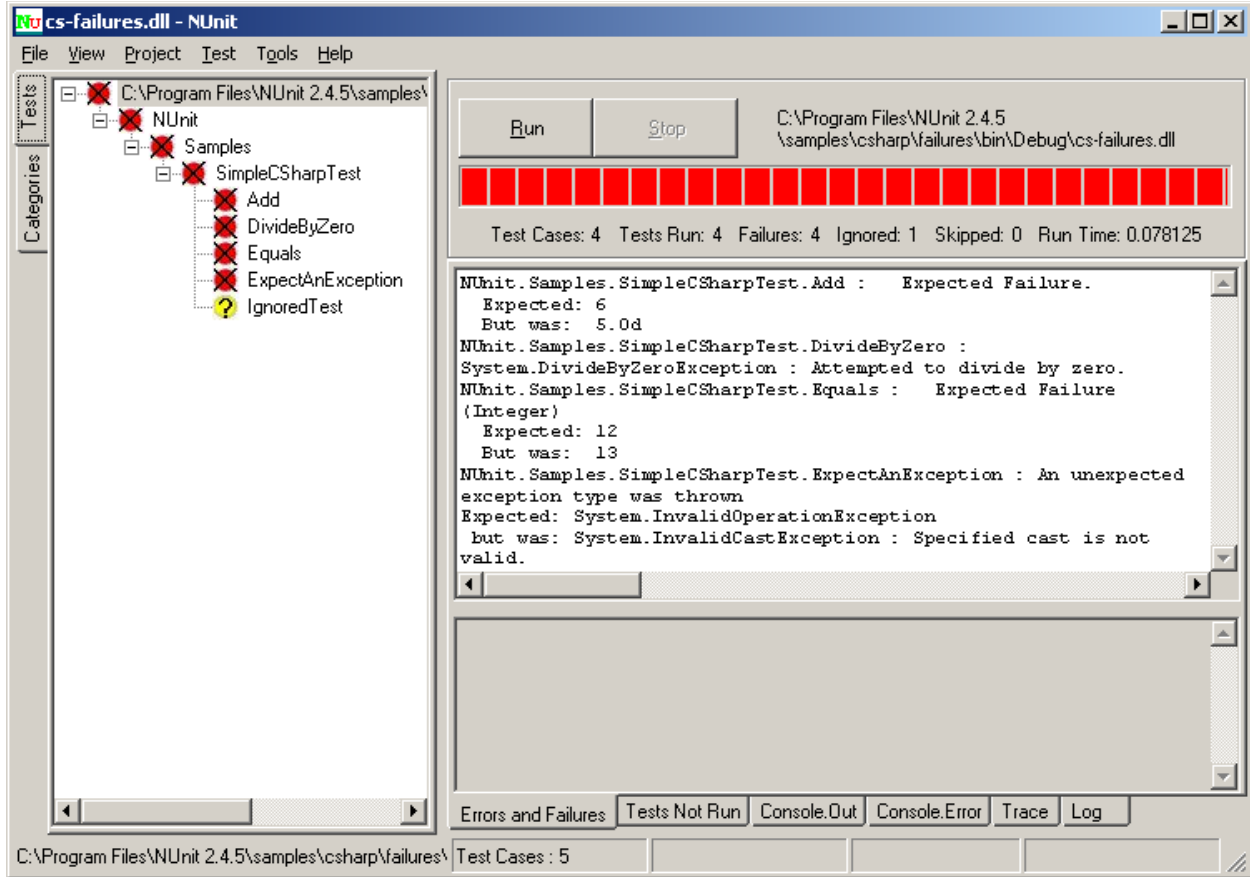 Nu cs-failures.dll - NUnit
File View Project Test Tools Help
Tests
Categories
C:\Program Files\NUnit 2.4.5\samples\
NUnit
Samples
SimpleCSharpTest
Add
DivideByZero
Equals
ExpectAnException
? IgnoredTest
Run
Stop
C:\Program Files\NUnit 2.4.5
\samples\csharp\failures\bin\Debug\cs-failures.dll
Test Cases: 4 Tests Run: 4 Failures: 4 Ignored: 1 Skipped: 0 Run Time: 0.078125
NUnit.Samples.SimpleCSharpTest.Add :   Expected Failure.
  Expected: 6
  But was:  5.0d
NUnit.Samples.SimpleCSharpTest.DivideByZero :
System.DivideByZeroException : Attempted to divide by zero.
NUnit.Samples.SimpleCSharpTest.Equals :   Expected Failure
(Integer)
  Expected: 12
  But was:  13
NUnit.Samples.SimpleCSharpTest.ExpectAnException : An unexpected
exception type was thrown
Expected: System.InvalidOperationException
 but was: System.InvalidCastException : Specified cast is not
valid.
Errors and Failures Tests Not Run Console.Out Console.Error Trace Log
C:\Program Files\NUnit 2.4.5\samples\csharp\failures\ Test Cases : 5